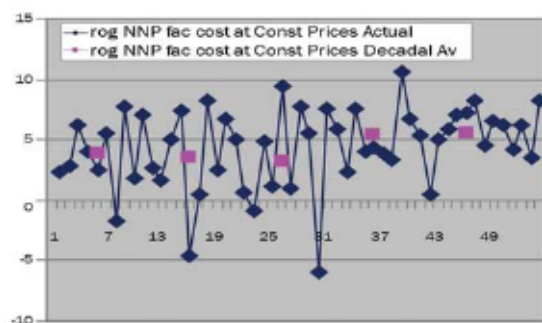 15
rog NNP fac cost at Const Prices Actual
rog NNP fac cost at Const Prices Decadal Av
10
5
0
1 7 13 19 25 31 37 43 49
-5
-10